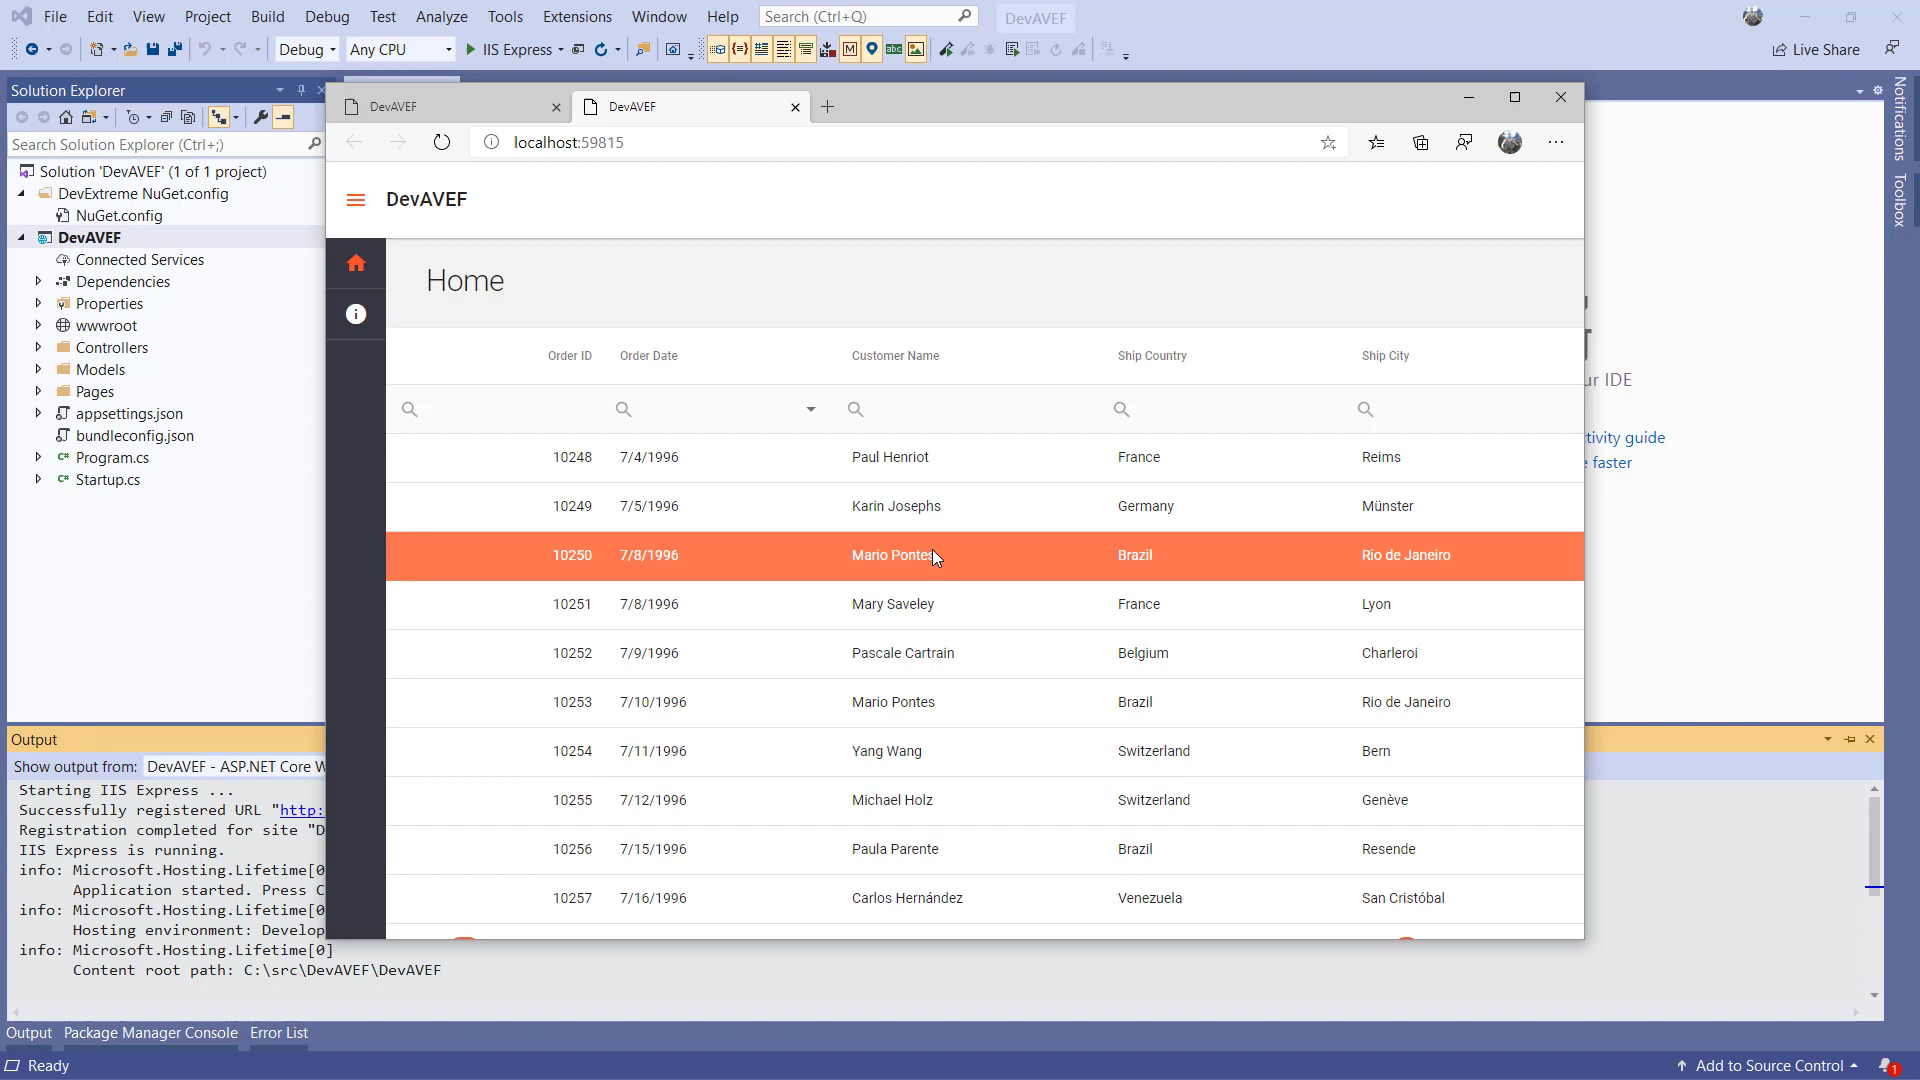 File Edit View Project Build Debug Test Analyze Tools Extensions Window Help Search (Ctrl+Q) DevAVEF
Debug Any CPU IIS Express Live Share
Solution Explorer
Search Solution Explorer (Ctrl+;)
Solution 'DevAVEF' (1 of 1 project)
DevExtreme NuGet.config
NuGet.config
DevAVEF
Connected Services
Dependencies
Properties
wwwroot
Controllers
Models
Pages
appsettings.json
bundleconfig.json
Program.cs
Startup.cs
DevAVEF DevAVEF
localhost:59815
DevAVEF
Home
Order ID Order Date Customer Name Ship Country Ship City
10248 7/4/1996 Paul Henriot France Reims
10249 7/5/1996 Karin Josephs Germany Münster
10250 7/8/1996 Mario Pontes Brazil Rio de Janeiro
10251 7/8/1996 Mary Saveley France Lyon
10252 7/9/1996 Pascale Cartrain Belgium Charleroi
10253 7/10/1996 Mario Pontes Brazil Rio de Janeiro
10254 7/11/1996 Yang Wang Switzerland Bern
10255 7/12/1996 Michael Holz Switzerland Genève
10256 7/15/1996 Paula Parente Brazil Resende
10257 7/16/1996 Carlos Hernández Venezuela San Cristóbal
ur IDE
tivity guide
faster
Notifications
Toolbox
Output
Show output from: DevAVEF - ASP.NET Core W
Starting IIS Express ...
Successfully registered URL "http:
Registration completed for site "D
IIS Express is running.
info: Microsoft.Hosting.Lifetime[0
Application started. Press C
info: Microsoft.Hosting.Lifetime[0
Hosting environment: Develop
info: Microsoft.Hosting.Lifetime[0]
Content root path: C:\src\DevAVEF\DevAVEF
Output Package Manager Console Error List
Ready Add to Source Control 1